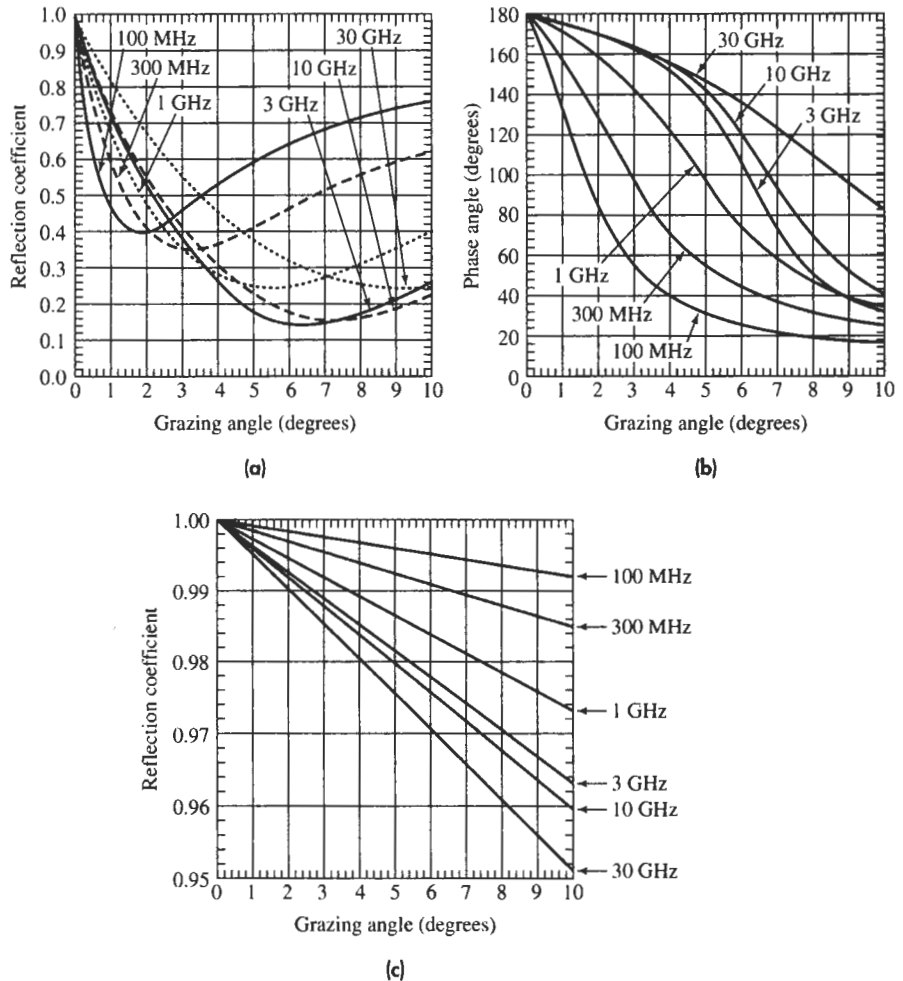 1.0
0.9
0.8
0.7
0.6
0.5
0.4
0.3
0.2
0.1
0.0
Reflection coefficient
100 MHz
300 MHz
1 GHz
3 GHz
10 GHz
30 GHz
0 1 2 3 4 5 6 7 8 9 10
Grazing angle (degrees)
(a)
180
160
140
120
100
80
60
40
20
0
Phase angle (degrees)
30 GHz
10 GHz
3 GHz
1 GHz
300 MHz
100 MHz
0 1 2 3 4 5 6 7 8 9 10
Grazing angle (degrees)
(b)
1.00
0.99
0.98
0.97
0.96
0.95
Reflection coefficient
100 MHz
300 MHz
1 GHz
3 GHz
10 GHz
30 GHz
0 1 2 3 4 5 6 7 8 9 10
Grazing angle (degrees)
(c)